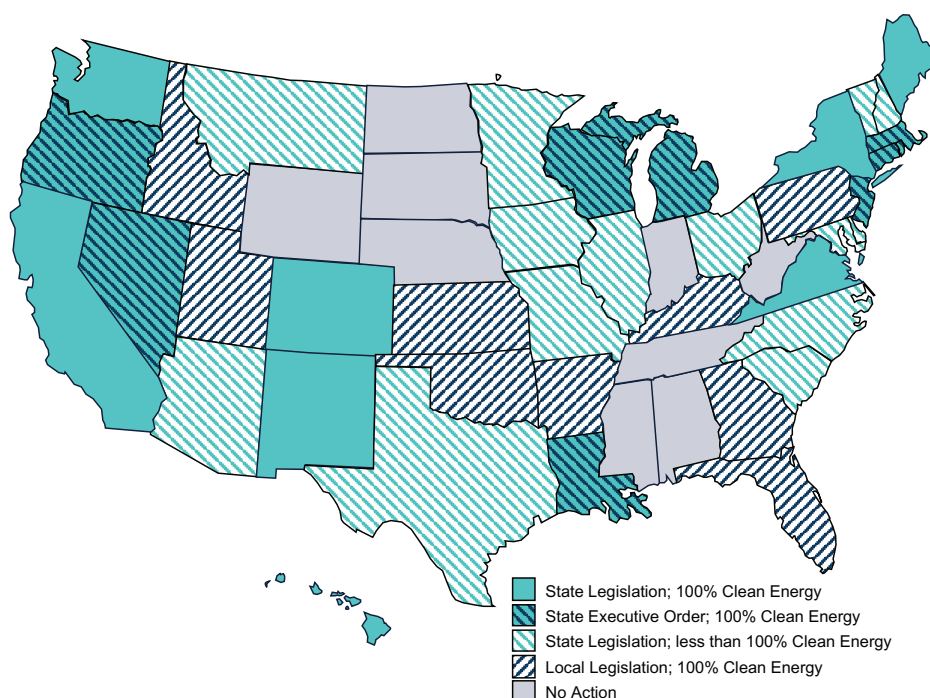 State Legislation; 100% Clean Energy
State Executive Order; 100% Clean Energy
State Legislation; less than 100% Clean Energy
Local Legislation; 100% Clean Energy
No Action